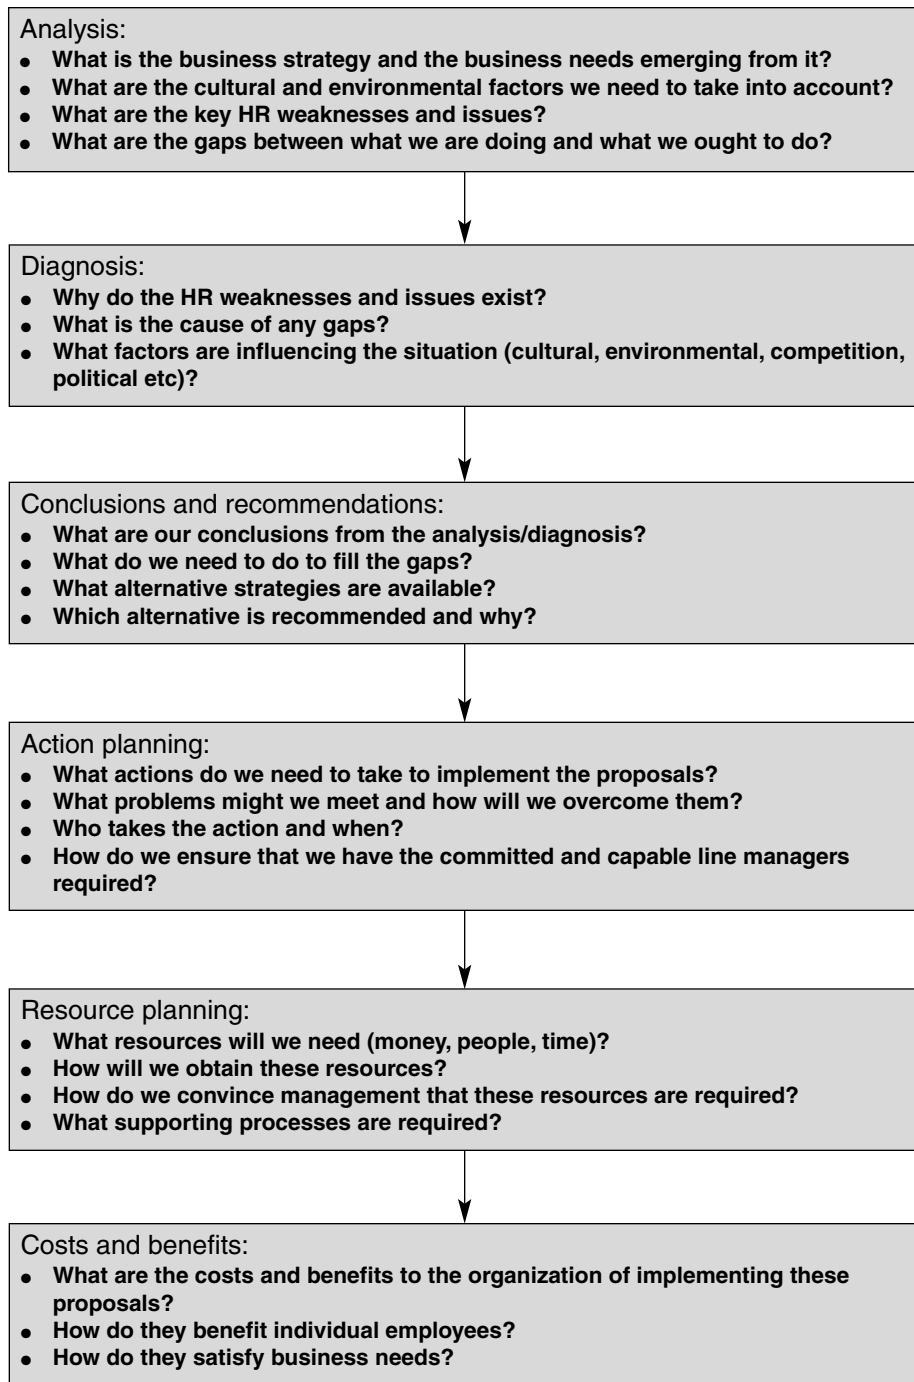 Analysis:
● What is the business strategy and the business needs emerging from it?
● What are the cultural and environmental factors we need to take into account?
● What are the key HR weaknesses and issues?
● What are the gaps between what we are doing and what we ought to do?
Diagnosis:
● Why do the HR weaknesses and issues exist?
● What is the cause of any gaps?
● What factors are influencing the situation (cultural, environmental, competition,
political etc)?
Conclusions and recommendations:
● What are our conclusions from the analysis/diagnosis?
● What do we need to do to fill the gaps?
● What alternative strategies are available?
● Which alternative is recommended and why?
Action planning:
● What actions do we need to take to implement the proposals?
● What problems might we meet and how will we overcome them?
● Who takes the action and when?
● How do we ensure that we have the committed and capable line managers
required?
Resource planning:
● What resources will we need (money, people, time)?
● How will we obtain these resources?
● How do we convince management that these resources are required?
● What supporting processes are required?
Costs and benefits:
● What are the costs and benefits to the organization of implementing these
proposals?
● How do they benefit individual employees?
● How do they satisfy business needs?